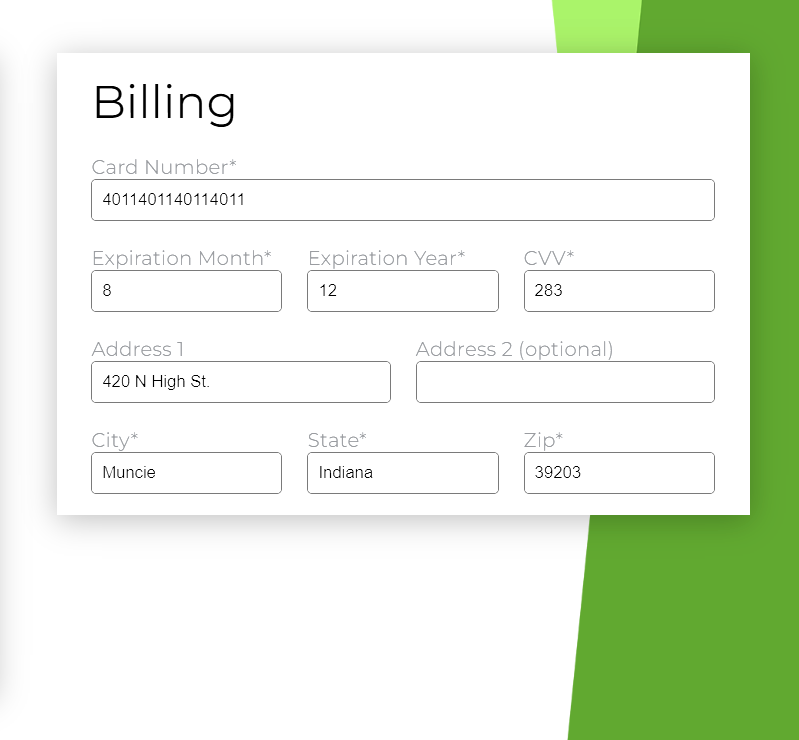 Billing
Card Number*
4011401140114011
Expiration Month* Expiration Year* CVV*
8 12 283
Address 1 Address 2 (optional)
420 N High St.
City* State* Zip*
Muncie Indiana 39203